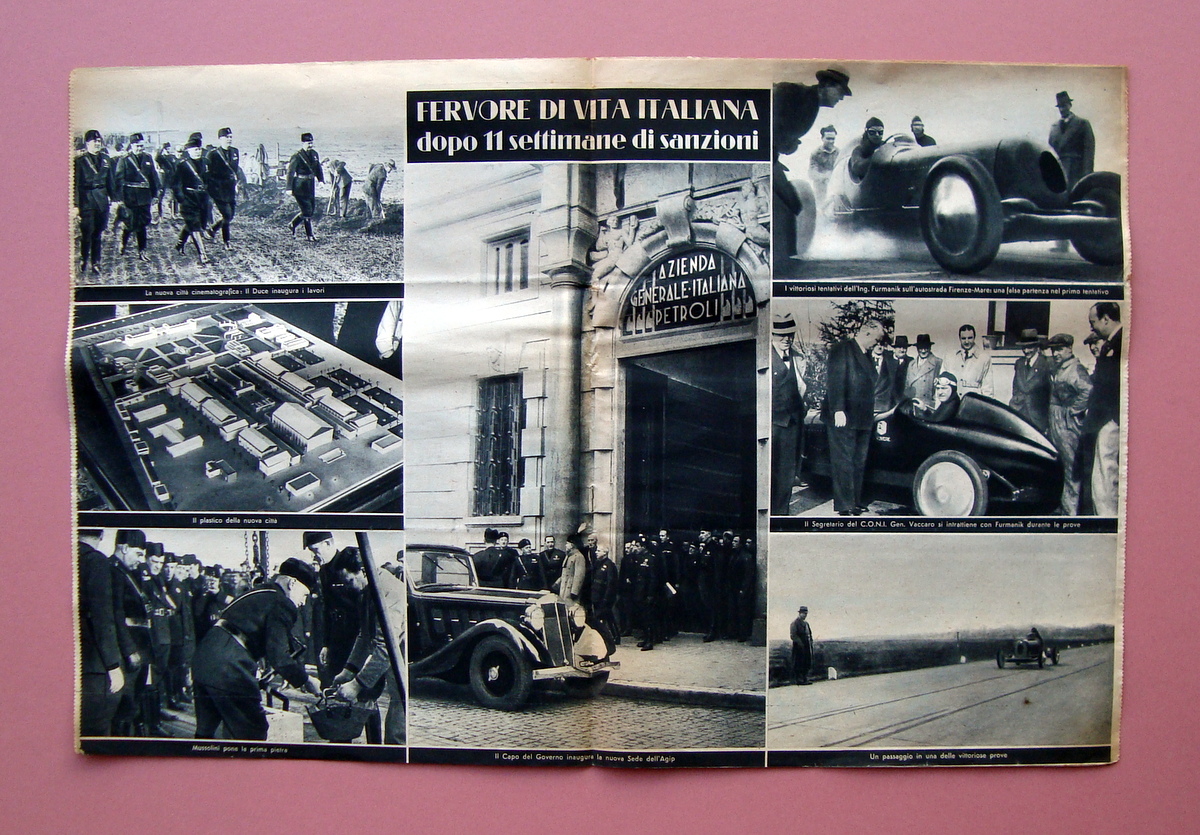 FERVORE DI VITA ITALIANA
dopo 11 settimane di sanzioni
La nuova città cinematografica: Il Duce inaugura i lavori
Il plastico della nuova città
Mussolini pone la prima pietra
AZIENDA
GENERALE·ITALIANA
PETROLI
Il Capo del Governo inaugura la nuova Sede dell'Agip
I vittoriosi tentativi dell'Ing. Furmanik sull'autostrada Firenze-Mare: una falsa partenza nel primo tentativo
Il Segretario del C.O.N.I. Gen. Vaccaro si intrattiene con Furmanik durante le prove
Un passaggio in una delle vittoriose prove